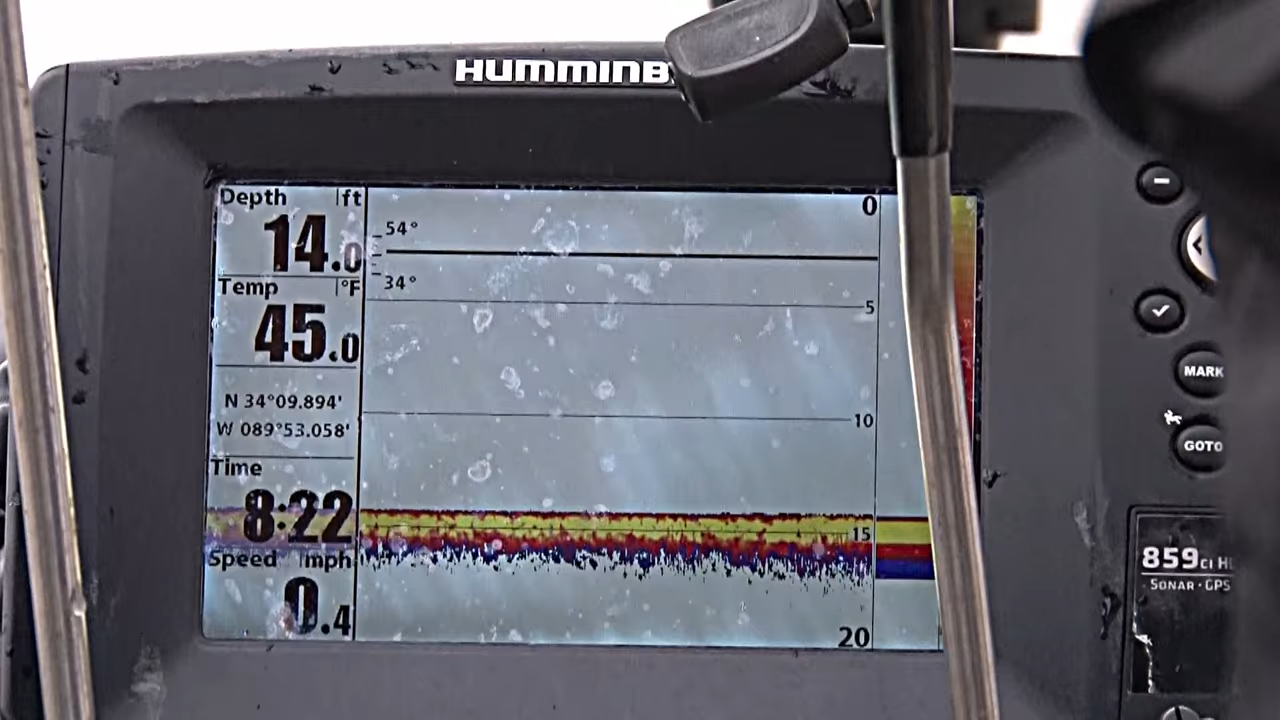 HUMMINB
Depth ft
14.0
Temp °F
45.0
N 34°09.894'
W 089°53.058'
Time
8:22
Speed mph
0.4
54°
34°
0
5
10
15
20
MARK
GOTO
859CI H
SONAR·GPS